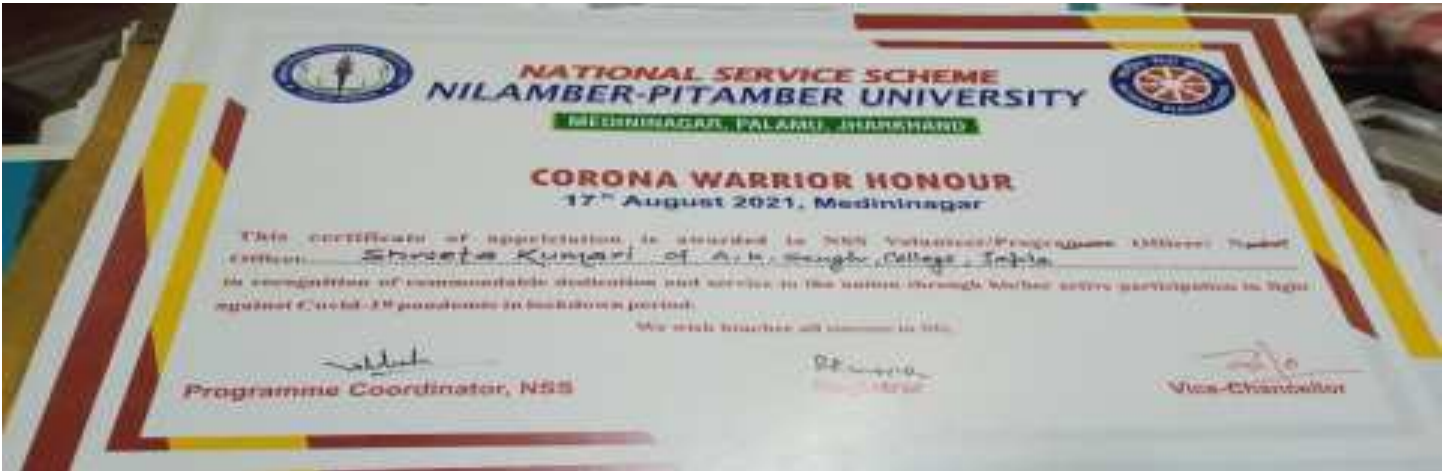 NATIONAL SERVICE SCHEME
NILAMBER-PITAMBER UNIVERSITY
MEDININAGAR, PALAMU, JHARKHAND
CORONA WARRIOR HONOUR
17th August 2021, Medininagar
This certificate of appriciation is awarded to NSS Volunteer/Programme Officer/
Officer Shweta Kumari of A.K. Singh College, Japla
in recognition of commendable dedication and service to the nation through his/her active participation in fight
against Covid-19 pandemic in lockdown period.
We wish him/her all success in life.
Programme Coordinator, NSS
Registrar
Vice-Chancellor